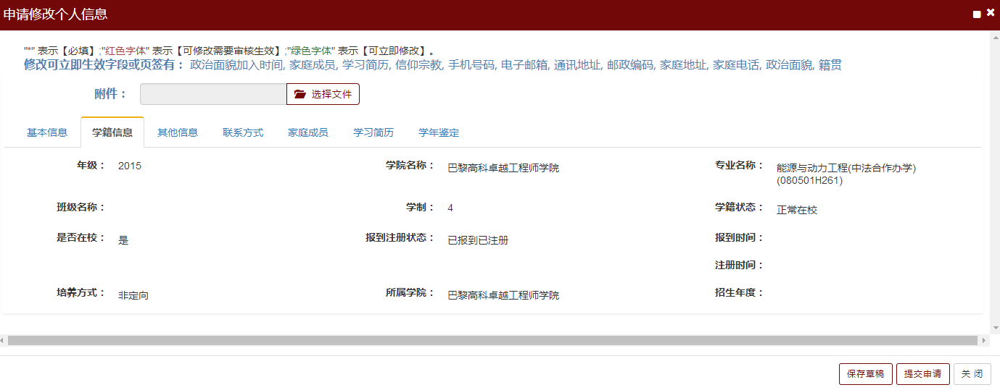 申请修改个人信息
"*" 表示【必填】;"红色字体" 表示【可修改需要审核生效】;"绿色字体" 表示【可立即修改】。
修改可立即生效字段或页签有： 政治面貌加入时间, 家庭成员, 学习简历, 信仰宗教, 手机号码, 电子邮箱, 通讯地址, 邮政编码, 家庭地址, 家庭电话, 政治面貌, 籍贯
附件： 选择文件
基本信息 学籍信息 其他信息 联系方式 家庭成员 学习简历 学年鉴定
年级： 2015 学院名称： 巴黎高科卓越工程师学院 专业名称： 能源与动力工程(中法合作办学)
(080501H261)
班级名称： 学制： 4 学籍状态： 正常在校
是否在校： 是 报到注册状态： 已报到已注册 报到时间：
注册时间：
培养方式： 非定向 所属学院： 巴黎高科卓越工程师学院 招生年度：
保存草稿 提交申请 关 闭